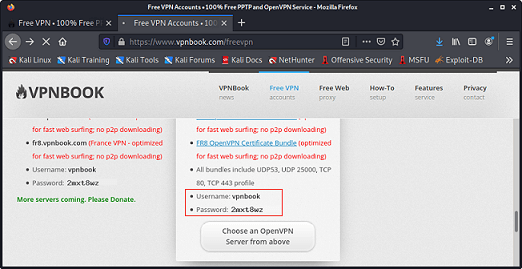 Free VPN • 100% Free PP
Free VPN Accounts • 100%
Free VPN Accounts • 100% Free PPTP and OpenVPN Service - Mozilla Firefox
https://www.vpnbook.com/freevpn
Kali Linux Kali Training Kali Tools Kali Forums Kali Docs NetHunter Offensive Security MSFU Exploit-DB
VPNBOOK
VPNBook Free VPN Free Web How-To Features Privacy
news accounts proxy setup service contact
for fast web surfing; no p2p downloading)
fr8.vpnbook.com (France VPN - optimized
for fast web surfing; no p2p downloading)
Username: vpnbook
Password: 2mxt8wz
More servers coming. Please Donate.
for fast web surfing; no p2p downloading)
FR8 OpenVPN Certificate Bundle (optimized
for fast web surfing; no p2p downloading)
All bundles include UDP53, UDP 25000, TCP
80, TCP 443 profile
Username: vpnbook
Password: 2mxt8wz
Choose an OpenVPN
Server from above